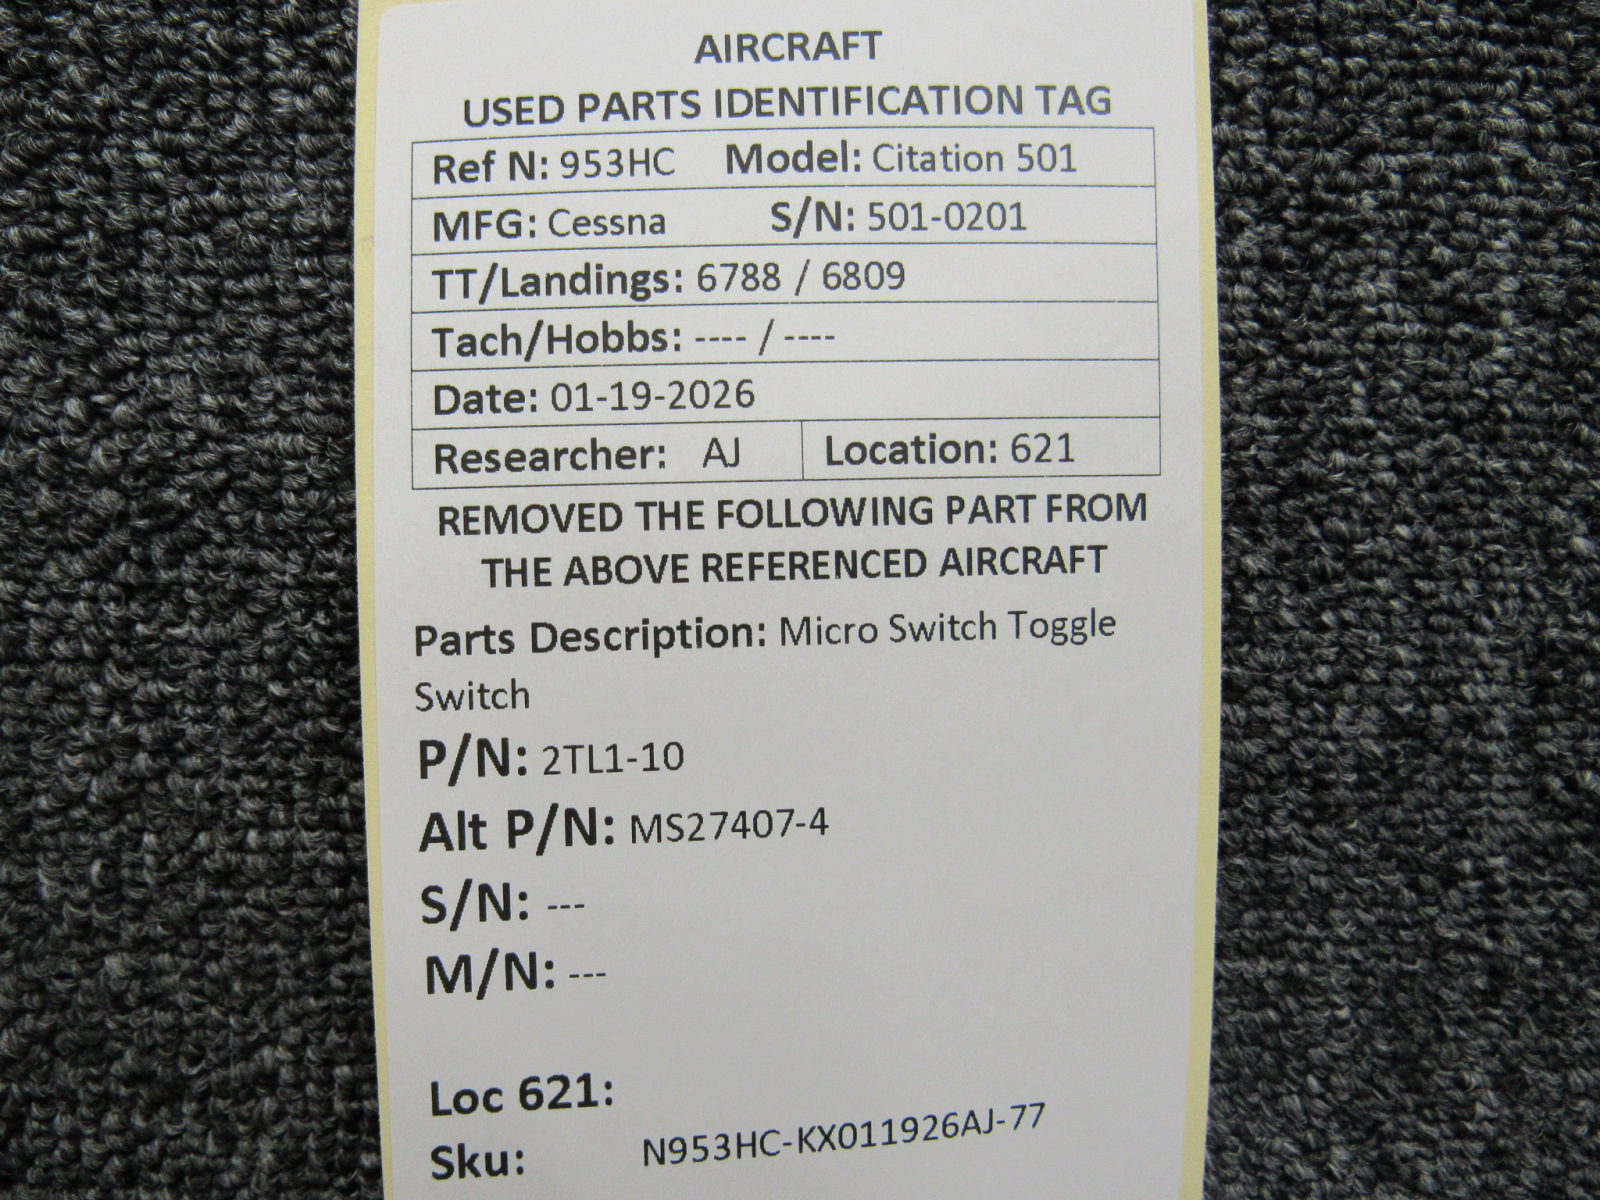 AIRCRAFT
USED PARTS IDENTIFICATION TAG
Ref N: 953HC Model: Citation 501
MFG: Cessna S/N: 501-0201
TT/Landings: 6788 / 6809
Tach/Hobbs: ---- / ----
Date: 01-19-2026
Researcher: AJ Location: 621
REMOVED THE FOLLOWING PART FROM
THE ABOVE REFERENCED AIRCRAFT
Parts Description: Micro Switch Toggle
Switch
P/N: 2TL1-10
Alt P/N: MS27407-4
S/N: ---
M/N: ---
Loc 621:
Sku: N953HC-KX011926AJ-77